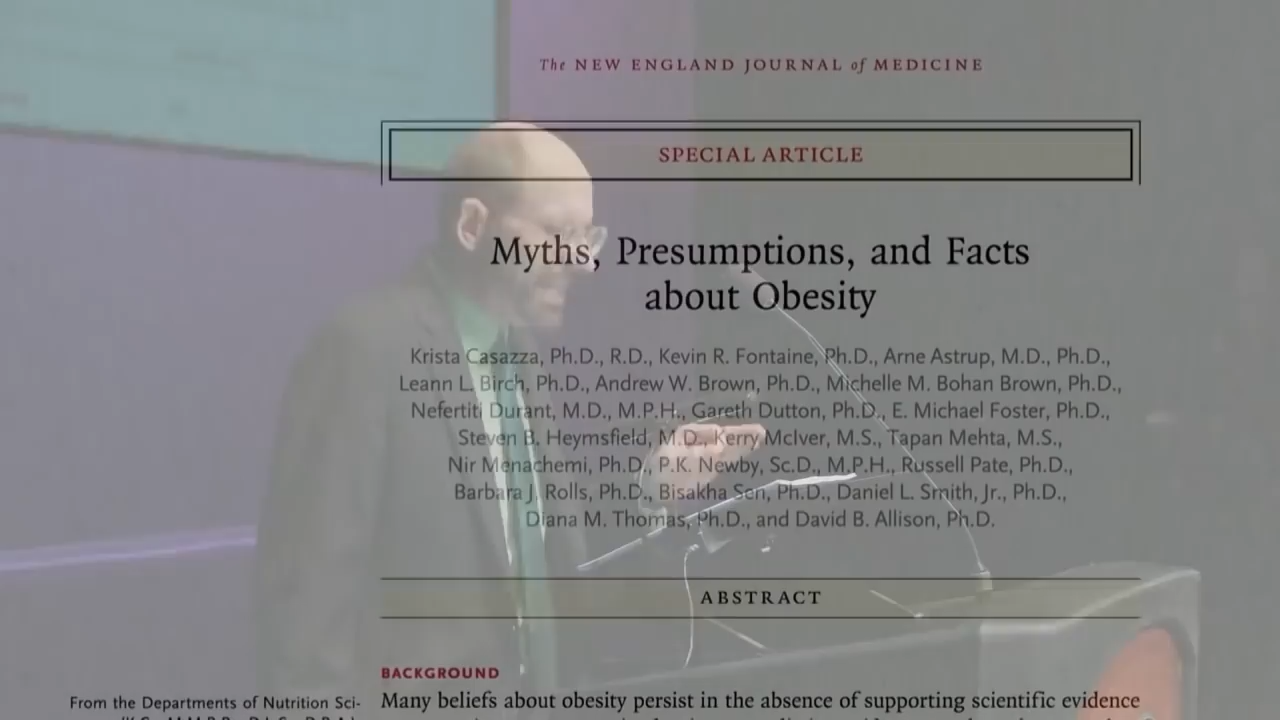 The NEW ENGLAND JOURNAL of MEDICINE
SPECIAL ARTICLE
Myths, Presumptions, and Facts
about Obesity
Krista Casazza, Ph.D., R.D., Kevin R. Fontaine, Ph.D., Arne Astrup, M.D., Ph.D.,
Leann L. Birch, Ph.D., Andrew W. Brown, Ph.D., Michelle M. Bohan Brown, Ph.D.,
Nefertiti Durant, M.D., M.P.H., Gareth Dutton, Ph.D., E. Michael Foster, Ph.D.,
Steven B. Heymsfield, M.D., Kerry McIver, M.S., Tapan Mehta, M.S.,
Nir Menachemi, Ph.D., P.K. Newby, Sc.D., M.P.H., Russell Pate, Ph.D.,
Barbara J. Rolls, Ph.D., Bisakha Sen, Ph.D., Daniel L. Smith, Jr., Ph.D.,
Diana M. Thomas, Ph.D., and David B. Allison, Ph.D.
ABSTRACT
BACKGROUND
From the Departments of Nutrition Sci-
Many beliefs about obesity persist in the absence of supporting scientific evidence